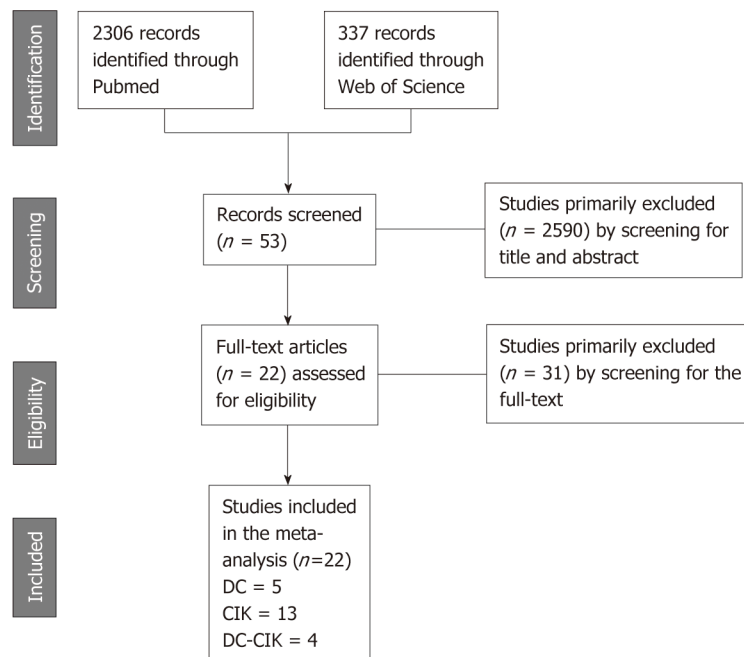 Identification
2306 records
identified through
Pubmed
337 records
identified through
Web of Science
Screening
Records screened
(n = 53)
Studies primarily excluded
(n = 2590) by screening for
title and abstract
Eligibility
Full-text articles
(n = 22) assessed
for eligibility
Studies primarily excluded
(n = 31) by screening for the
full-text
Included
Studies included
in the meta-
analysis (n=22)
DC = 5
CIK = 13
DC-CIK = 4